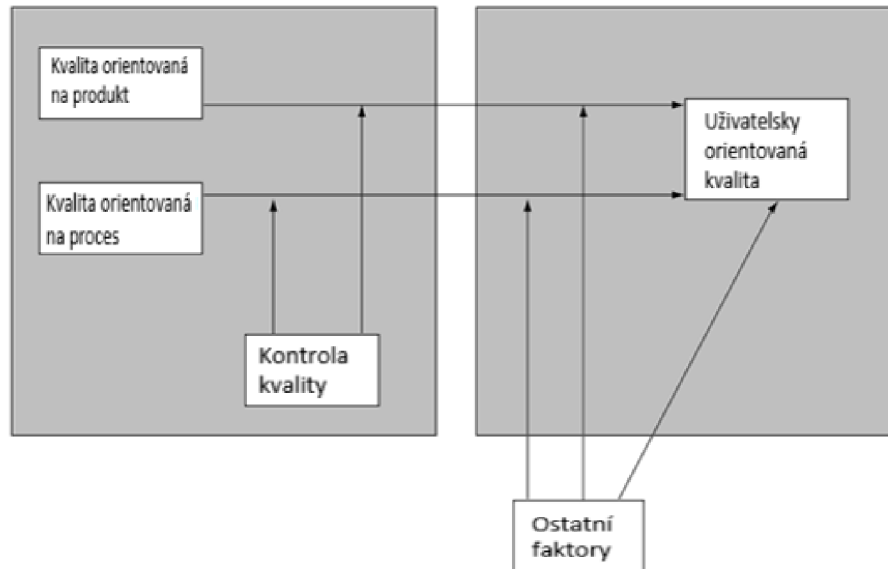 Kvalita orientovaná
na produkt
Kvalita orientovaná
na proces
Kontrola
kvality
Uživatelsky
orientovaná
kvalita
Ostatní
faktory